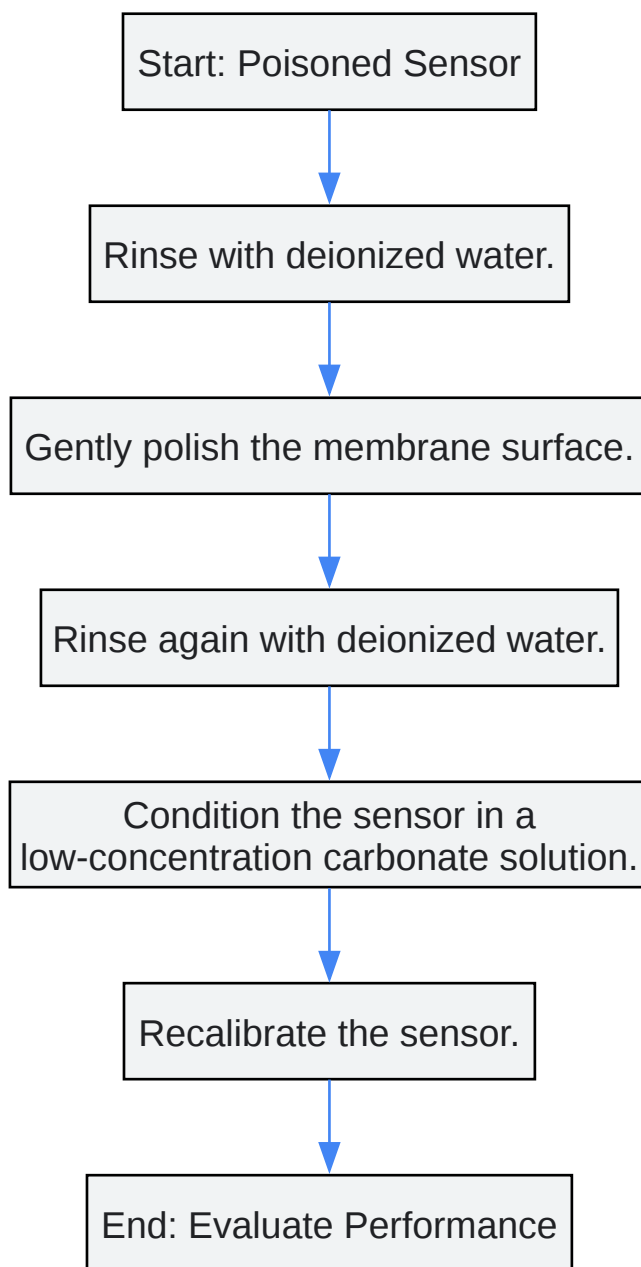 Start: Poisoned Sensor
Rinse with deionized water.
Gently polish the membrane surface.
Rinse again with deionized water.
Condition the sensor in a
low-concentration carbonate solution.
Recalibrate the sensor.
End: Evaluate Performance